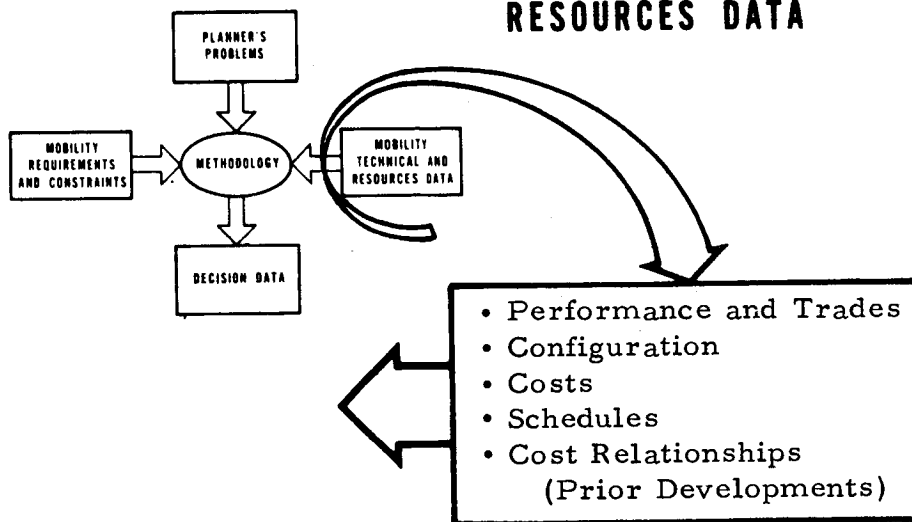 RESOURCES DATA
PLANNER'S
PROBLEMS
MOBILITY
REQUIREMENTS
AND CONSTRAINTS
METHODOLOGY
MOBILITY
TECHNICAL AND
RESOURCES DATA
DECISION DATA
• Performance and Trades
• Configuration
• Costs
• Schedules
• Cost Relationships
(Prior Developments)